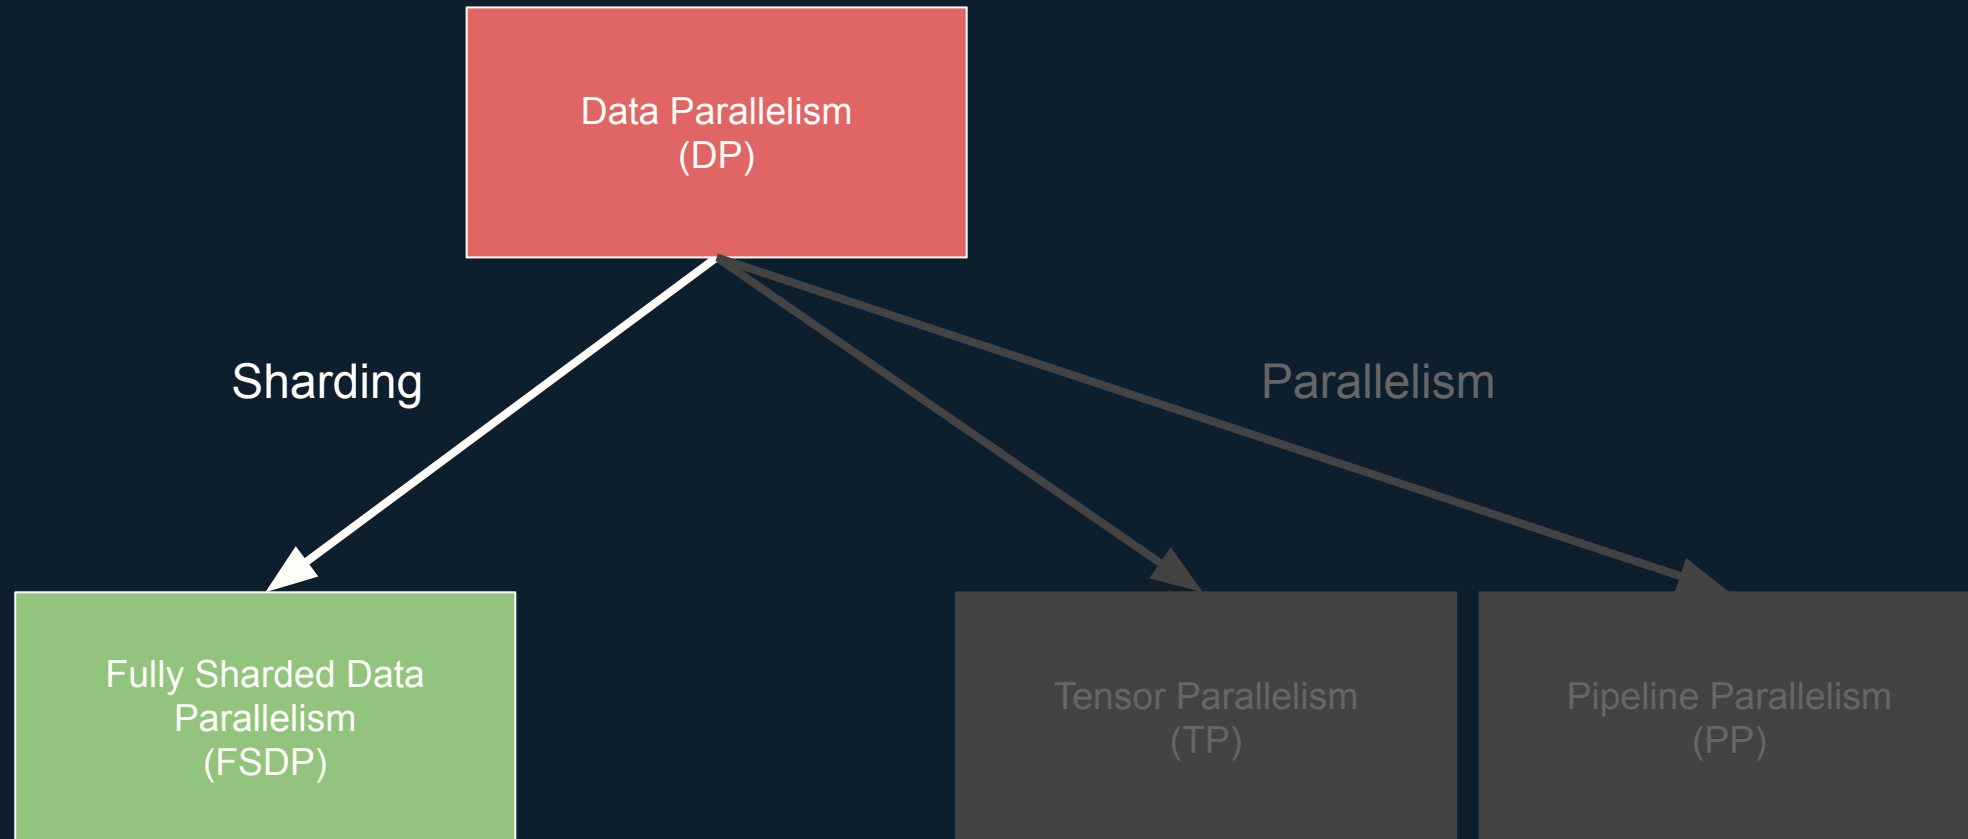 Data Parallelism
(DP)
Sharding
Parallelism
Fully Sharded Data
Parallelism
(FSDP)
Tensor Parallelism
(TP)
Pipeline Parallelism
(PP)